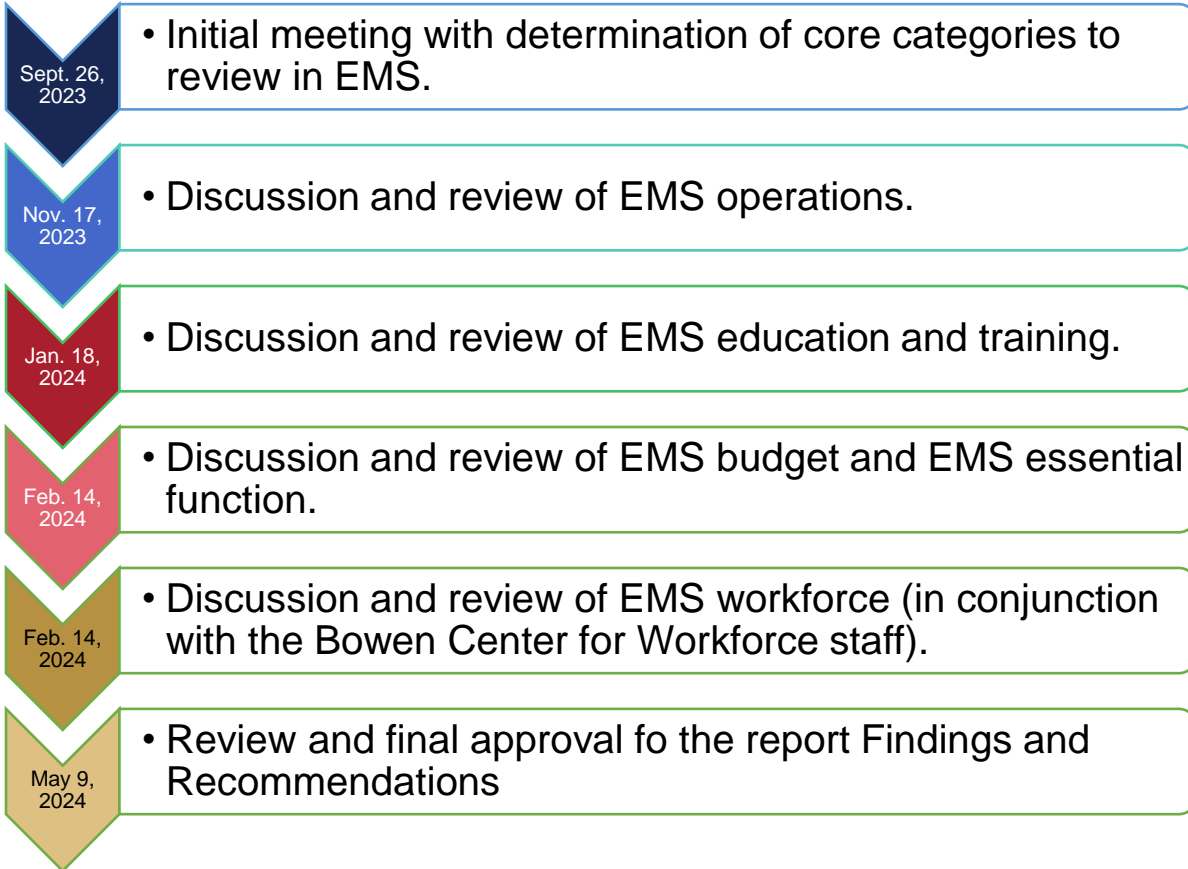 Sept. 26,
2023
• Initial meeting with determination of core categories to
review in EMS.
Nov. 17,
2023
• Discussion and review of EMS operations.
Jan. 18,
2024
• Discussion and review of EMS education and training.
Feb. 14,
2024
• Discussion and review of EMS budget and EMS essential
function.
Feb. 14,
2024
• Discussion and review of EMS workforce (in conjunction
with the Bowen Center for Workforce staff).
May 9,
2024
• Review and final approval fo the report Findings and
Recommendations